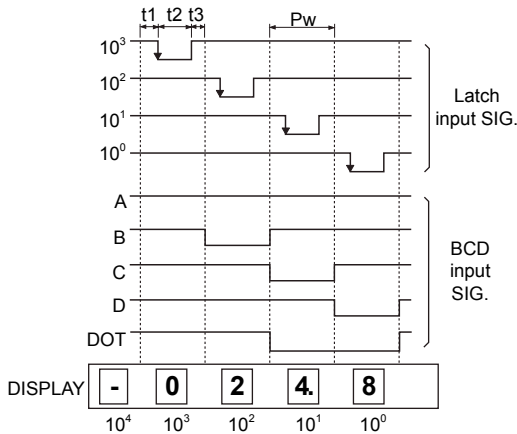 t1 t2 t3 Pw
10³
10²
10¹
10⁰
Latch
input SIG.
A
B
C
D
DOT
BCD
input
SIG.
DISPLAY - 0 2 4. 8
10⁴ 10³ 10² 10¹ 10⁰